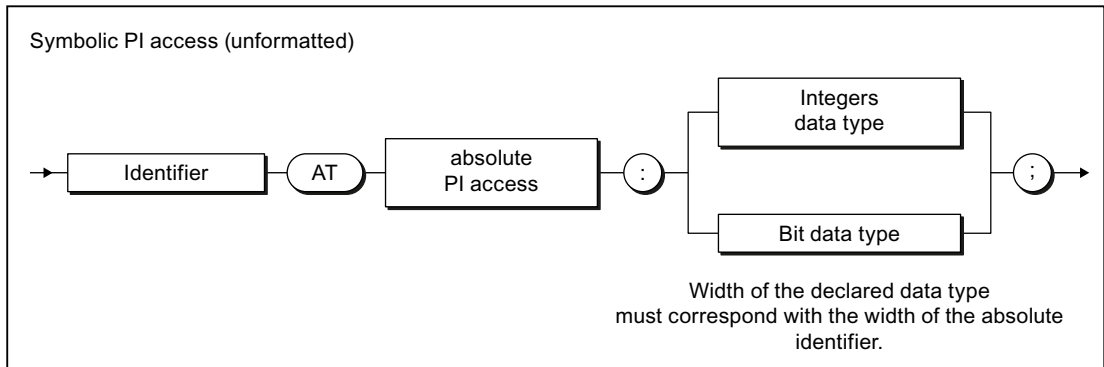 Symbolic PI access (unformatted)
Integers
data type
Identifier
AT
absolute
PI access
:
;
Bit data type
Width of the declared data type
must correspond with the width of the absolute
identifier.